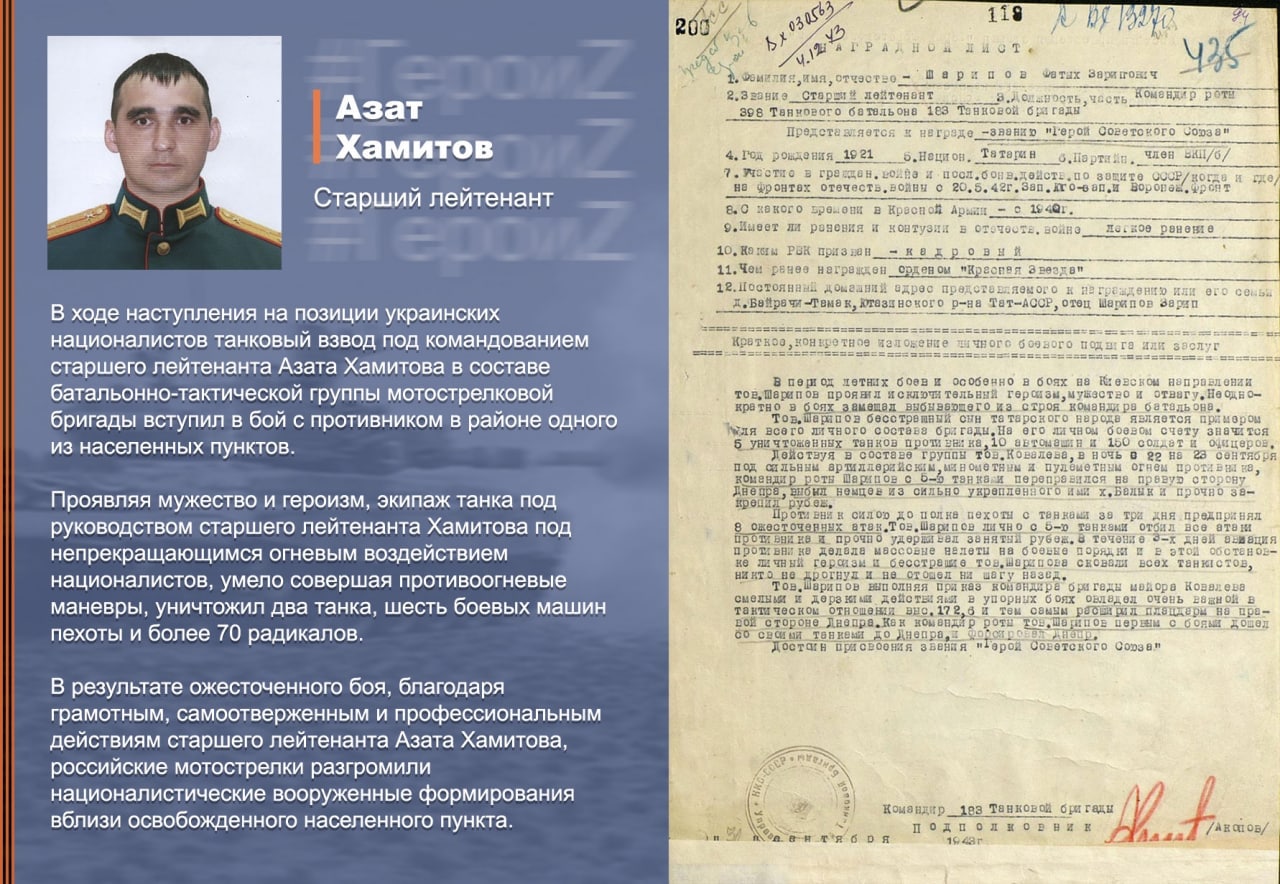 #ГероиZ
#ГероиZ
#ГероиZ
Азат
Хамитов
Старший лейтенант
В ходе наступления на позиции украинских
националистов танковый взвод под командованием
старшего лейтенанта Азата Хамитова в составе
батальонно-тактической группы мотострелковой
бригады вступил в бой с противником в районе одного
из населенных пунктов.
Проявляя мужество и героизм, экипаж танка под
руководством старшего лейтенанта Хамитова под
непрекращающимся огневым воздействием
националистов, умело совершая противоогневые
маневры, уничтожил два танка, шесть боевых машин
пехоты и более 70 радикалов.
В результате ожесточенного боя, благодаря
грамотным, самоотверженным и профессиональным
действиям старшего лейтенанта Азата Хамитова,
российские мотострелки разгромили
националистические вооруженные формирования
вблизи освобожденного населенного пункта.
200
119
Вх030563
4.12.43
94
435
НАГРАДНОЙ ЛИСТ
1.Фамилия,имя,отчество- Шарипов Фатых Зарипович
2.Звание Старший лейтенант 3.Должность,часть Командир роты
398 Танкового батальона 183 Танковой бригады
Представляется к награде -званию "Герой Советского Союза"
4.Год рождения 1921 5.Национ. Татарин 6.Партийн. член ВКП/б/
7.Участие в граждан.войне и посл.боев.действ.по защите СССР/когда и где/
на фронтах отечеств.войны с 20.5.42г.Зап.Юго-зап.и Воронеж.фронт
8.С какого времени в Красной Армии - с 1940г.
9.Имеет ли ранения и контузии в отечеств.войне легкое ранение
10.Каким РВК призван - кадровый
11.Чем ранее награжден орденом "Красная Звезда"
12.Постоянный домашний адрес представляемого к награждению или его семьи
д.Байрачи-Тамак,Ютазинского р-на Тат-АССР,отец Шарипов Зарип
Краткое,конкретное изложение личного боевого подвига или заслуг
В период летних боев и особенно в боях на Киевском направлении
тов.Шарипов проявил исключительный героизм,мужество и отвагу.Неодно-
кратно в боях замещал выбывающего из строя командира батальона.
Тов.Шарипов бесстрашный сын татарского народа является примером
для всего личного состава бригады.На его личном боевом счету значится
5 уничтоженных танков противника,10 автомашин и 150 солдат и офицеров.
Действуя в составе группы тов.Ковалева,в ночь с 22 на 23 сентября
под сильным артиллерийским,минометным и пулеметным огнем противника,
командир роты Шарипов с 5-ю танками переправился на правую сторону
Днепра,выбил немцев из сильно укрепленного ими х.Балык и прочно за-
крепил рубеж.
Противник силою до полка пехоты с танками за три дня предпринял
8 ожесточенных атак.Тов.Шарипов лично с 5-ю танками отбил все атаки
противника и прочно удерживал занятый рубеж.В течение 3-х дней авиация
противника делала массовые налеты на боевые порядки и в этой обстанов-
ке личный героизм и бесстрашие тов.Шарипова сковали всех танкистов,
никто не дрогнул и не отошел ни шагу назад.
Тов.Шарипов выполняя приказ командира бригады майора Ковалева
смелыми и дерзкими действиями в упорных боях овладел очень важной в
тактическом отношении выс.172,6 и тем самым расширил плацдарм на пра-
вой стороне Днепра.Как командир роты тов.Шарипов первым с боями дошел
со своими танками до Днепра,и форсировал Днепр.
Достоин присвоения звания "Герой Советского Союза"
Командир 183 Танковой бригады
Подполковник /Акопов/
" 30 сентября 1943г.